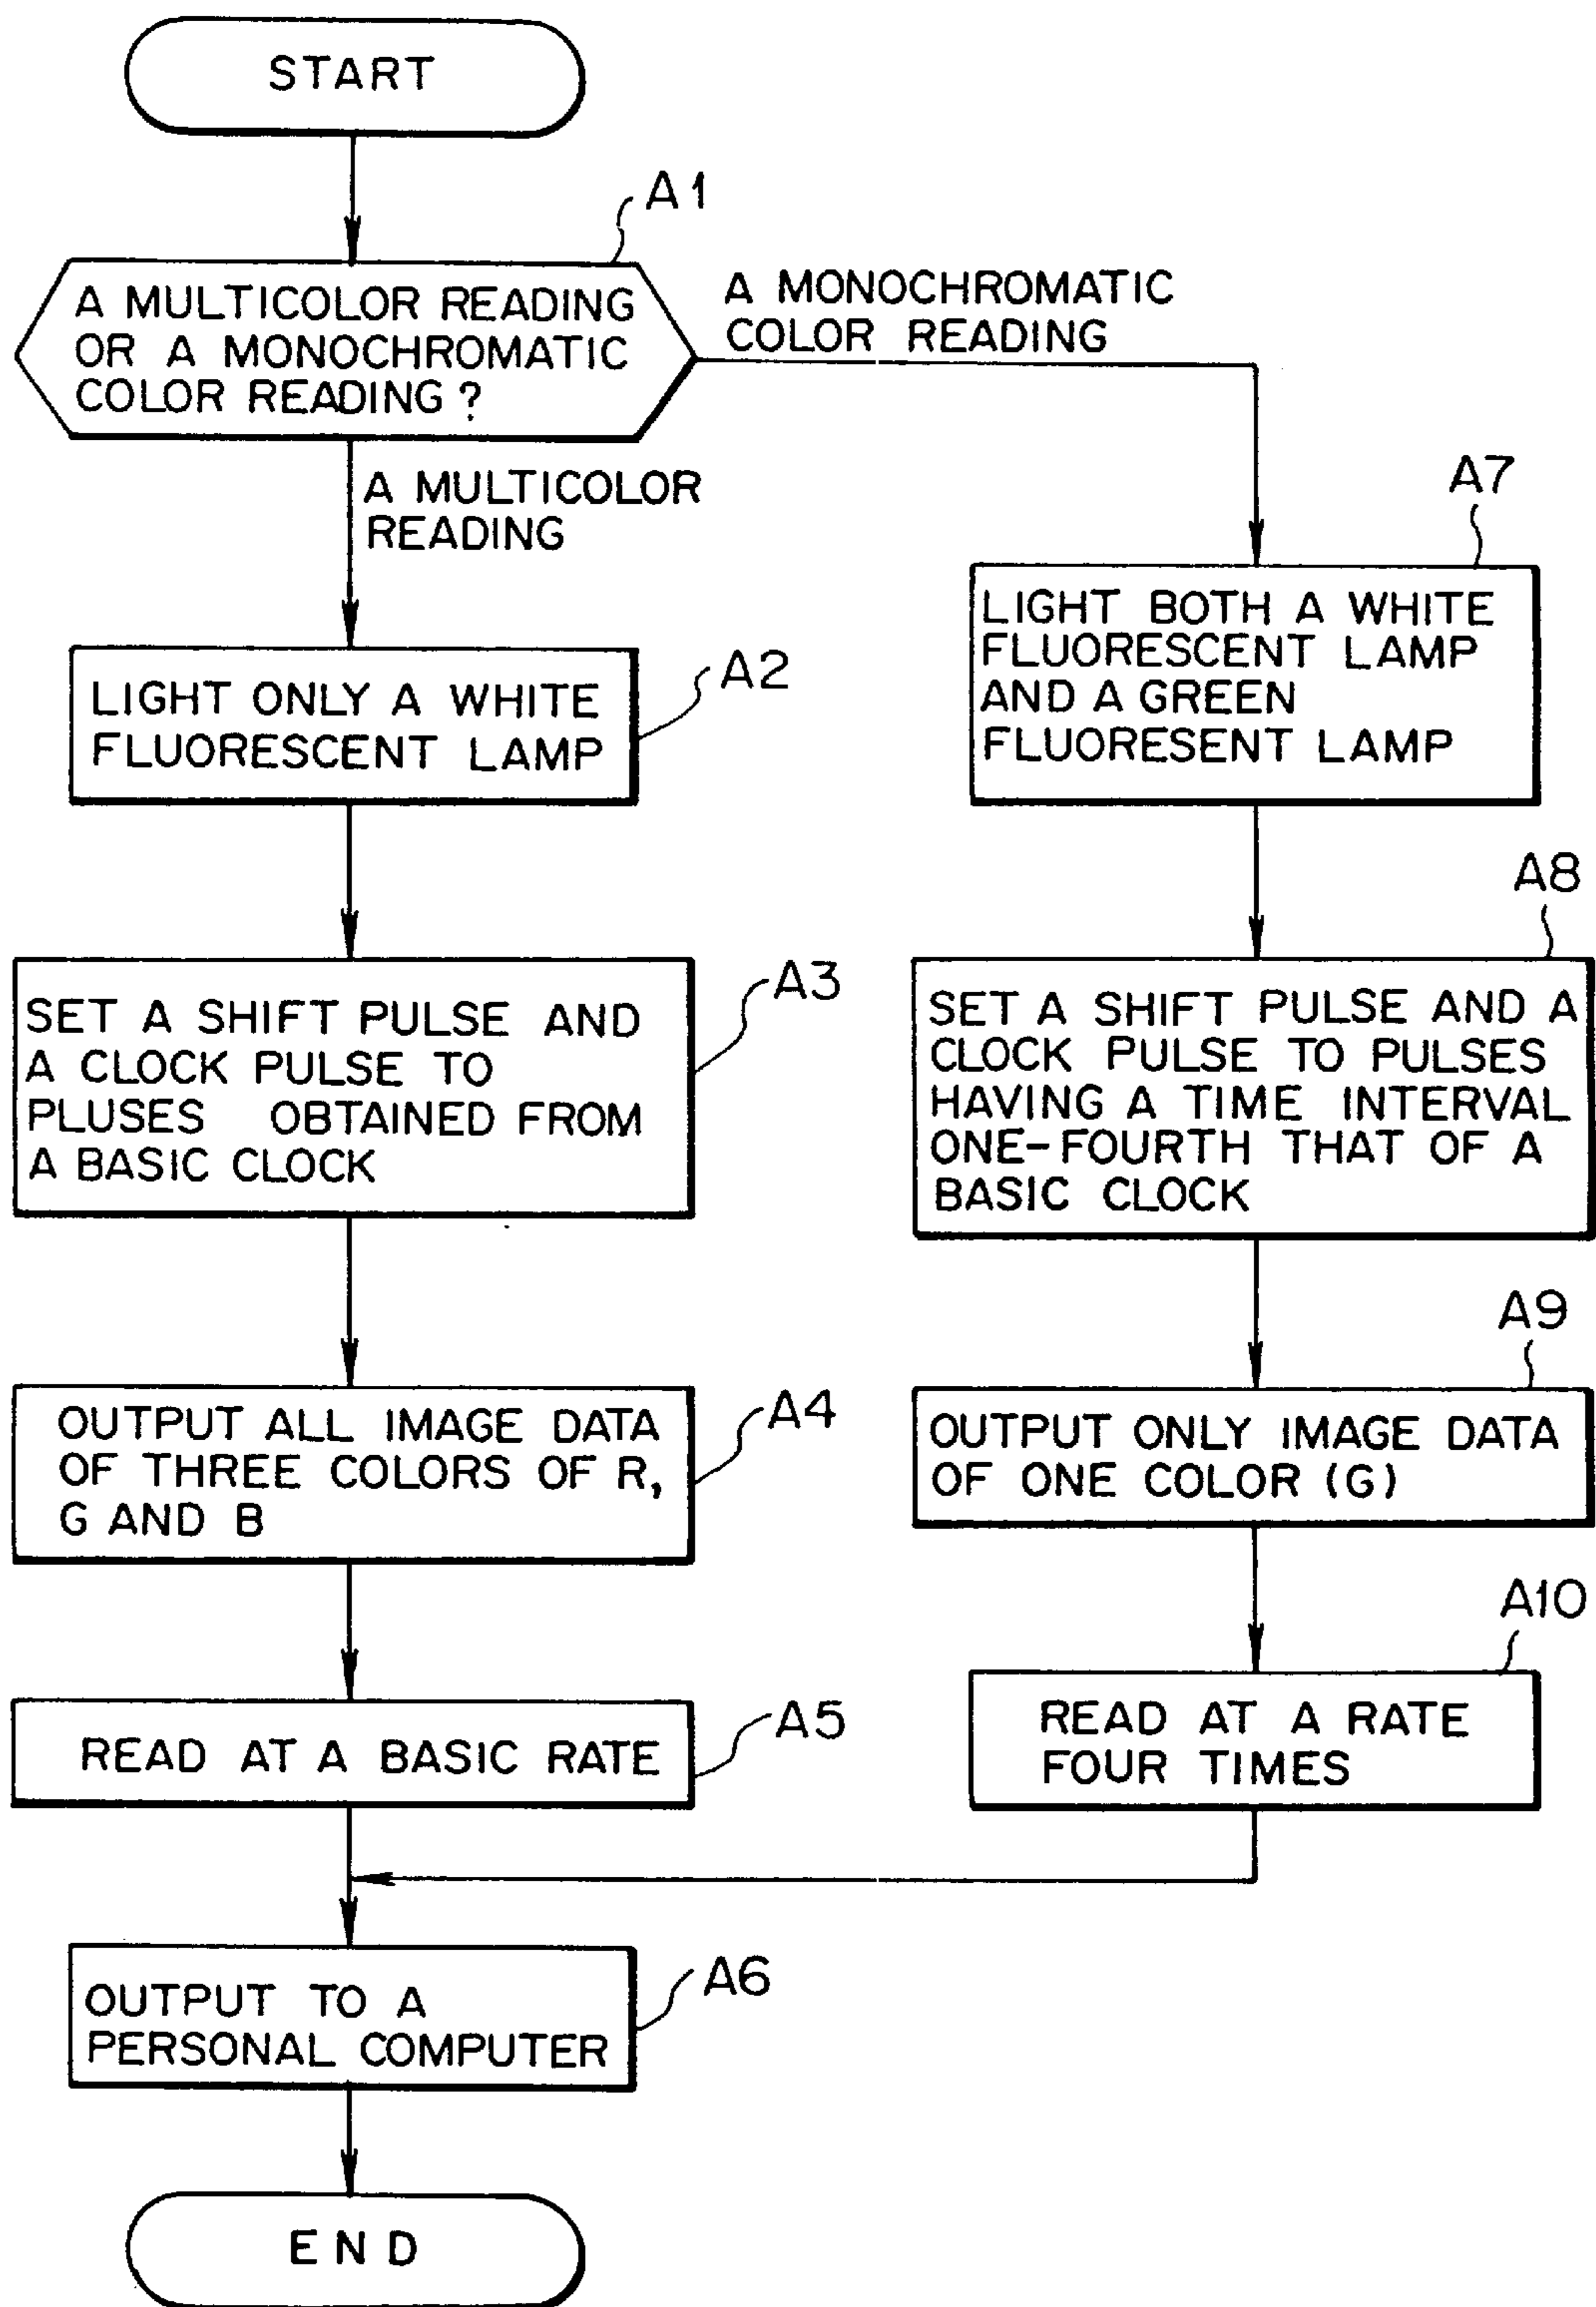 START
A1
A MULTICOLOR READING
OR A MONOCHROMATIC
COLOR READING?
A MONOCHROMATIC
COLOR READING
A MULTICOLOR
READING
LIGHT ONLY A WHITE
FLUORESCENT LAMP
A2
SET A SHIFT PULSE AND
A CLOCK PULSE TO
PLUSES OBTAINED FROM
A BASIC CLOCK
A3
OUTPUT ALL IMAGE DATA
OF THREE COLORS OF R,
G AND B
A4
READ AT A BASIC RATE
A5
A7
LIGHT BOTH A WHITE
FLUORESCENT LAMP
AND A GREEN
FLUORESENT LAMP
A8
SET A SHIFT PULSE AND A
CLOCK PULSE TO PULSES
HAVING A TIME INTERVAL
ONE-FOURTH THAT OF A
BASIC CLOCK
A9
OUTPUT ONLY IMAGE DATA
OF ONE COLOR (G)
A10
READ AT A RATE
FOUR TIMES
OUTPUT TO A
PERSONAL COMPUTER
A6
END